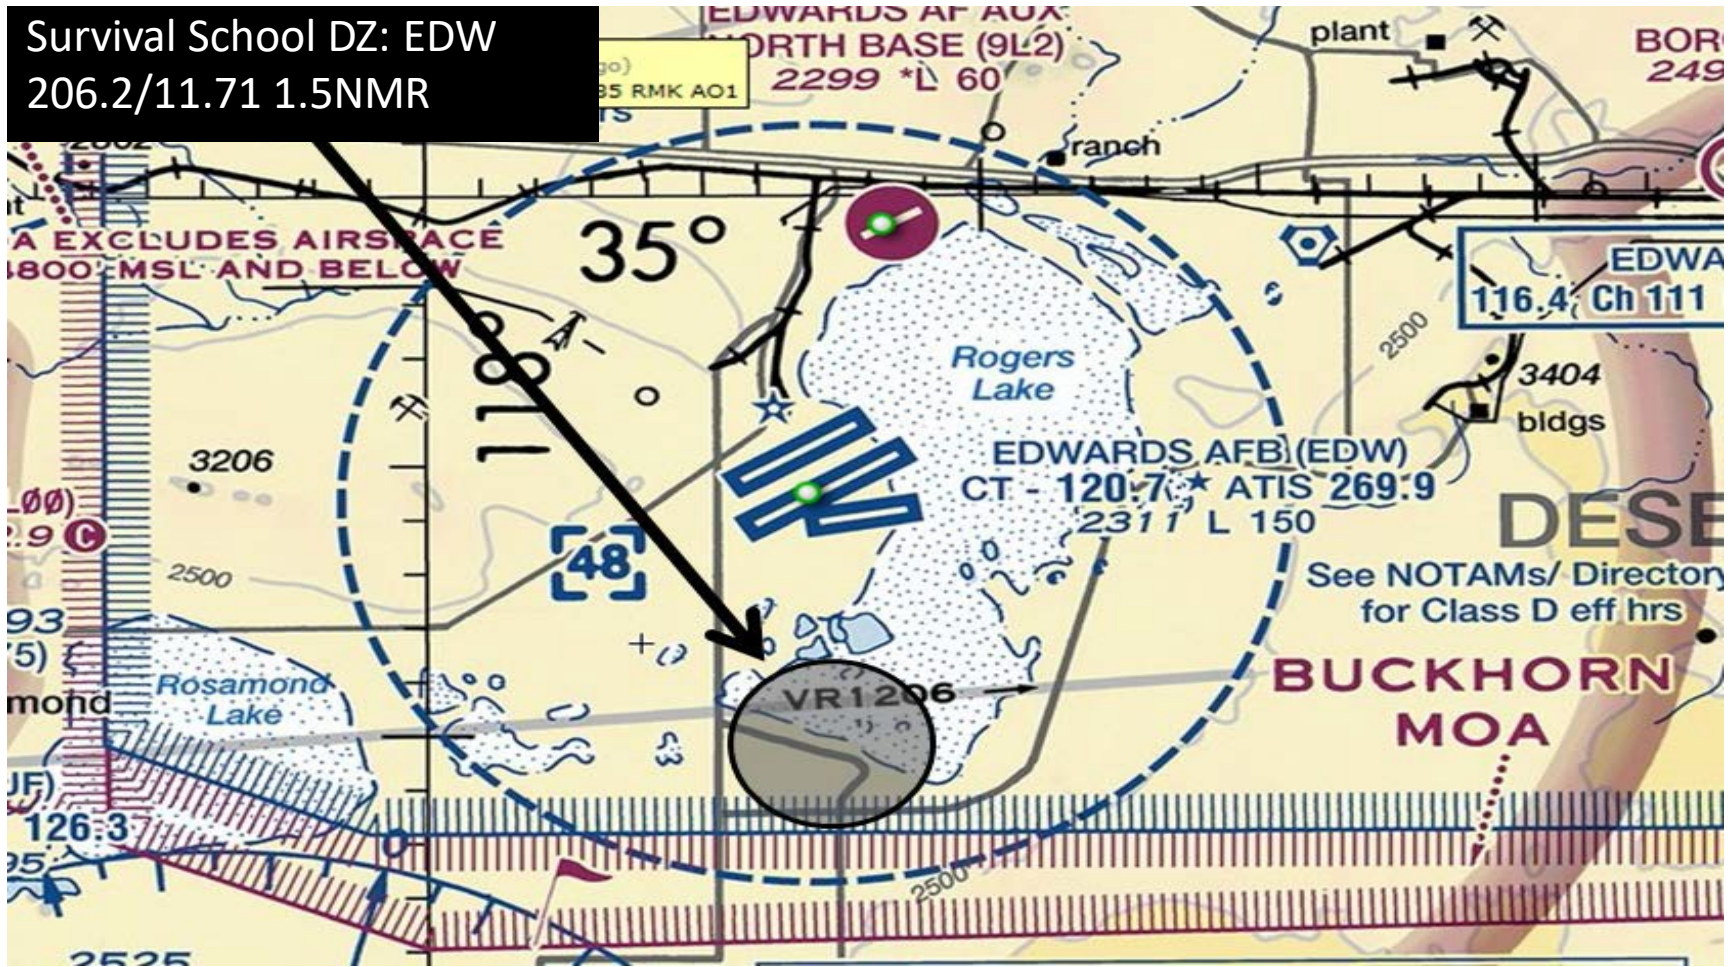 Survival School DZ: EDW
206.2/11.71 1.5NMR
EDWARDS AF AUX
NORTH BASE (9L2)
2299 *L 60
35 RMK AO1
plant
ranch
A EXCLUDES AIRSPACE
4800 MSL AND BELOW
35°
118
Rogers
Lake
116.4 Ch 111
2500
3404
bldgs
3206
EDWARDS AFB (EDW)
CT - 120.7 ★ ATIS 269.9
2311 L 150
C
48
2500
DESE
See NOTAMs/ Directory
for Class D eff hrs
BUCKHORN
MOA
Rosamond
Lake
mond
VR1206
126.3
2500
2525